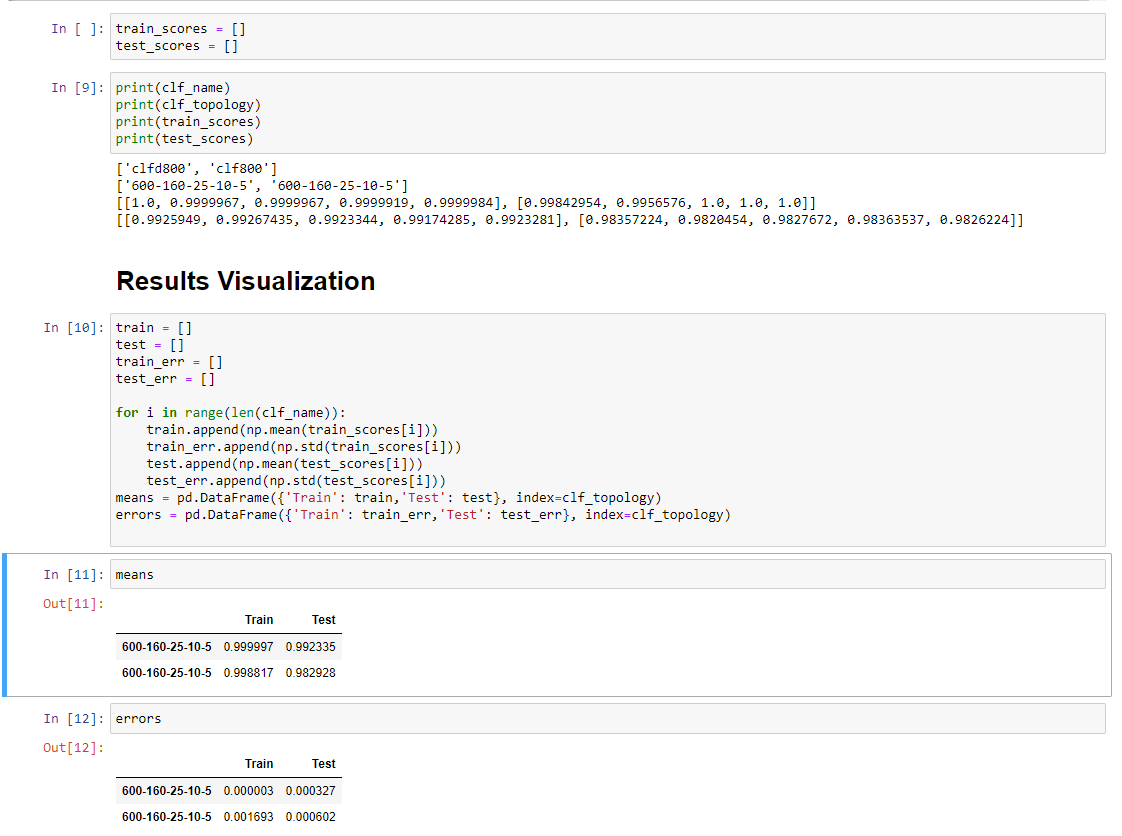 In [ ]: train_scores = []
test_scores = []
In [9]: print(clf_name)
print(clf_topology)
print(train_scores)
print(test_scores)
['clfd800', 'clf800']
['600-160-25-10-5', '600-160-25-10-5']
[[1.0, 0.9999967, 0.9999967, 0.9999919, 0.9999984], [0.99842954, 0.9956576, 1.0, 1.0, 1.0]]
[[0.9925949, 0.99267435, 0.9923344, 0.99174285, 0.9923281], [0.98357224, 0.9820454, 0.9827672, 0.98363537, 0.9826224]]
Results Visualization
In [10]: train = []
test = []
train_err = []
test_err = []
for i in range(len(clf_name)):
    train.append(np.mean(train_scores[i]))
    train_err.append(np.std(train_scores[i]))
    test.append(np.mean(test_scores[i]))
    test_err.append(np.std(test_scores[i]))
means = pd.DataFrame({'Train': train,'Test': test}, index=clf_topology)
errors = pd.DataFrame({'Train': train_err,'Test': test_err}, index=clf_topology)
In [11]: means
Out[11]:
Train Test
600-160-25-10-5 0.999997 0.992335
600-160-25-10-5 0.998817 0.982928
In [12]: errors
Out[12]:
Train Test
600-160-25-10-5 0.000003 0.000327
600-160-25-10-5 0.001693 0.000602